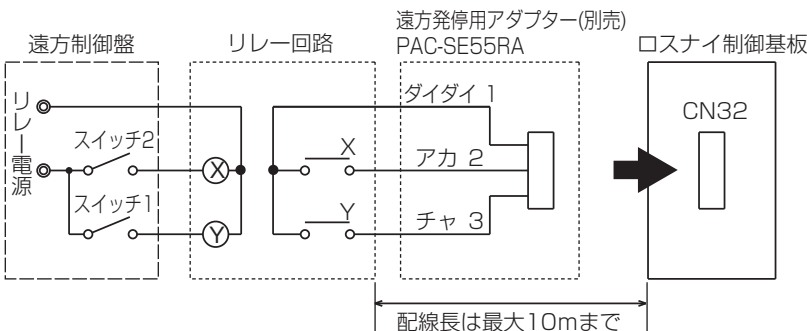 遠方制御盤
リレー回路
遠方発停用アダプター(別売)
PAC-SE55RA
ロスナイ制御基板
リレー電源
スイッチ2
スイッチ1
X
Y
X
Y
ダイダイ 1
アカ 2
チャ 3
CN32
配線長は最大10mまで